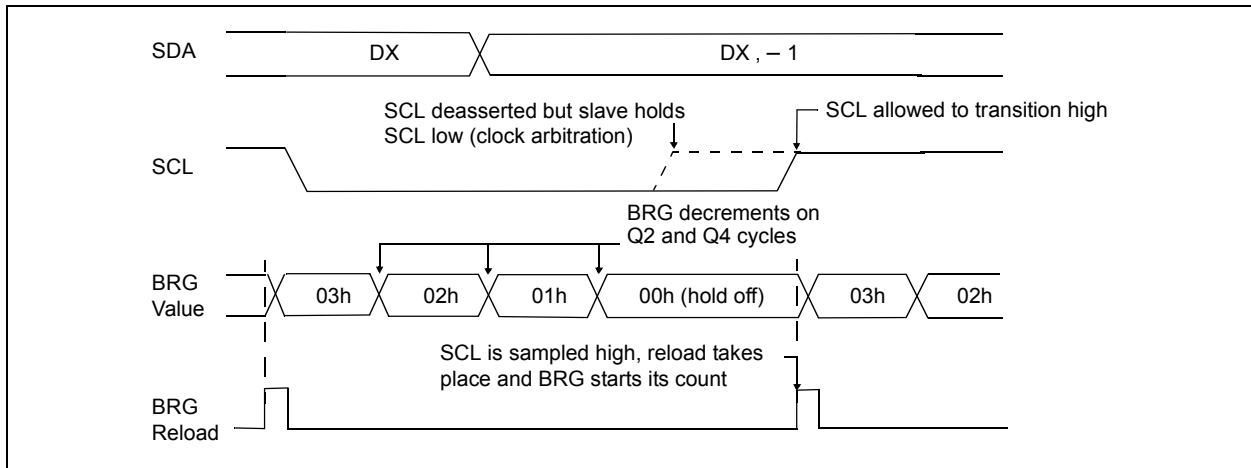 SDA
DX
DX , – 1
SCL deasserted but slave holds
SCL low (clock arbitration)
SCL allowed to transition high
SCL
BRG decrements on
Q2 and Q4 cycles
BRG
Value
03h
02h
01h
00h (hold off)
03h
02h
SCL is sampled high, reload takes
place and BRG starts its count
BRG
Reload